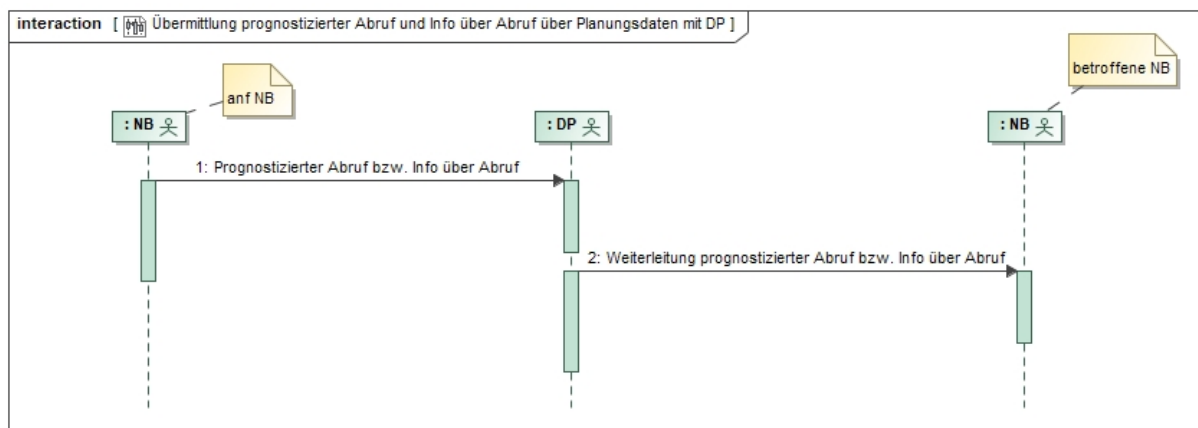 interaction [ Übermittlung prognostizierter Abruf und Info über Abruf über Planungsdaten mit DP ]
betroffene NB
anf NB
: NB
: DP
: NB
1: Prognostizierter Abruf bzw. Info über Abruf
2: Weiterleitung prognostizierter Abruf bzw. Info über Abruf